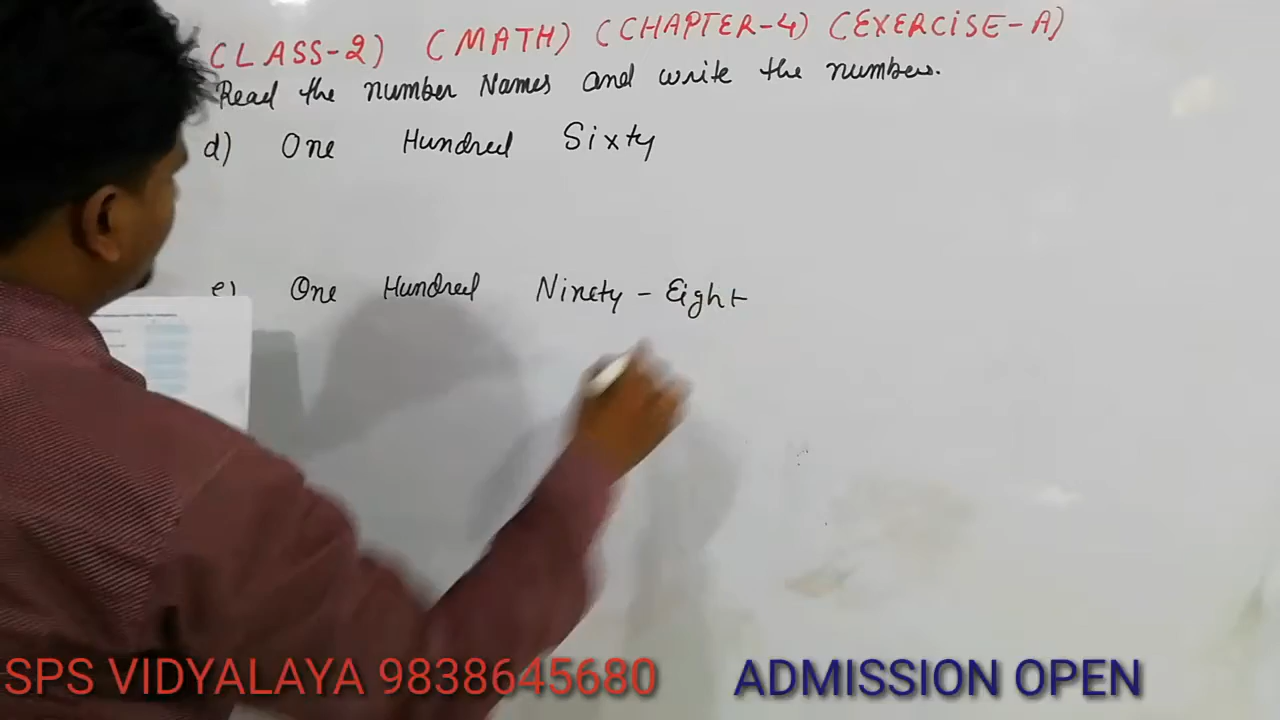 (CLASS-2) (MATH) (CHAPTER-4) (EXERCISE-A)
Read the number Names and write the numbers.
d) One Hundred Sixty
e) One Hundred Ninety - Eight
SPS VIDYALAYA 9838645680 ADMISSION OPEN